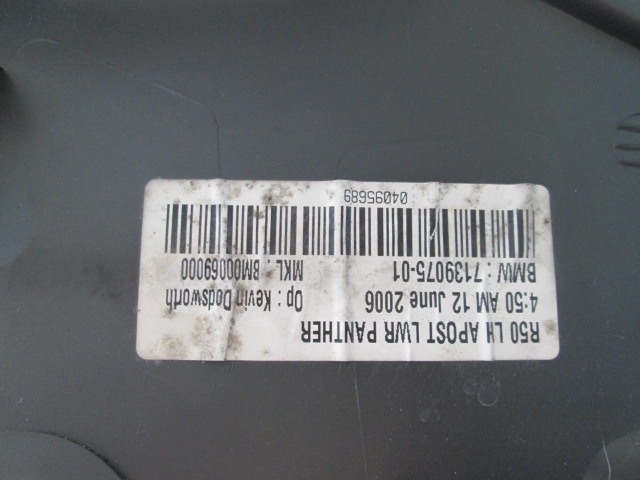 R50 LH APOST LWR PANTHER
4:50 AM 12 June 2006 Op : Kevin Dodsworth
BMW : 7139075-01 MKL : BM000069000
04095689